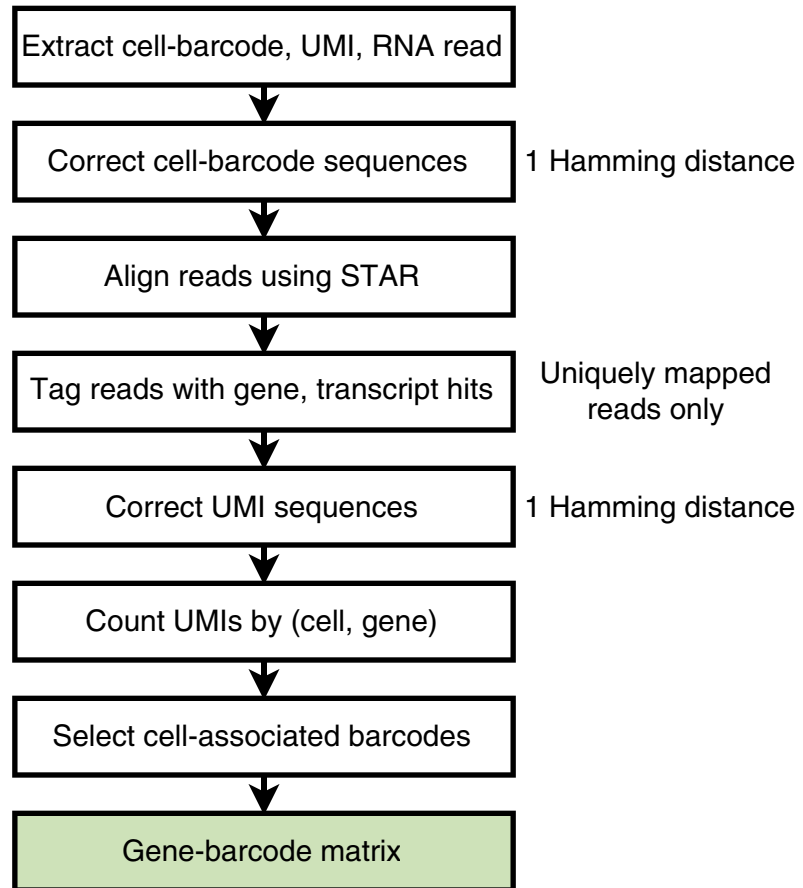 Extract cell-barcode, UMI, RNA read
Correct cell-barcode sequences
1 Hamming distance
Align reads using STAR
Tag reads with gene, transcript hits
Uniquely mapped
reads only
Correct UMI sequences
1 Hamming distance
Count UMIs by (cell, gene)
Select cell-associated barcodes
Gene-barcode matrix